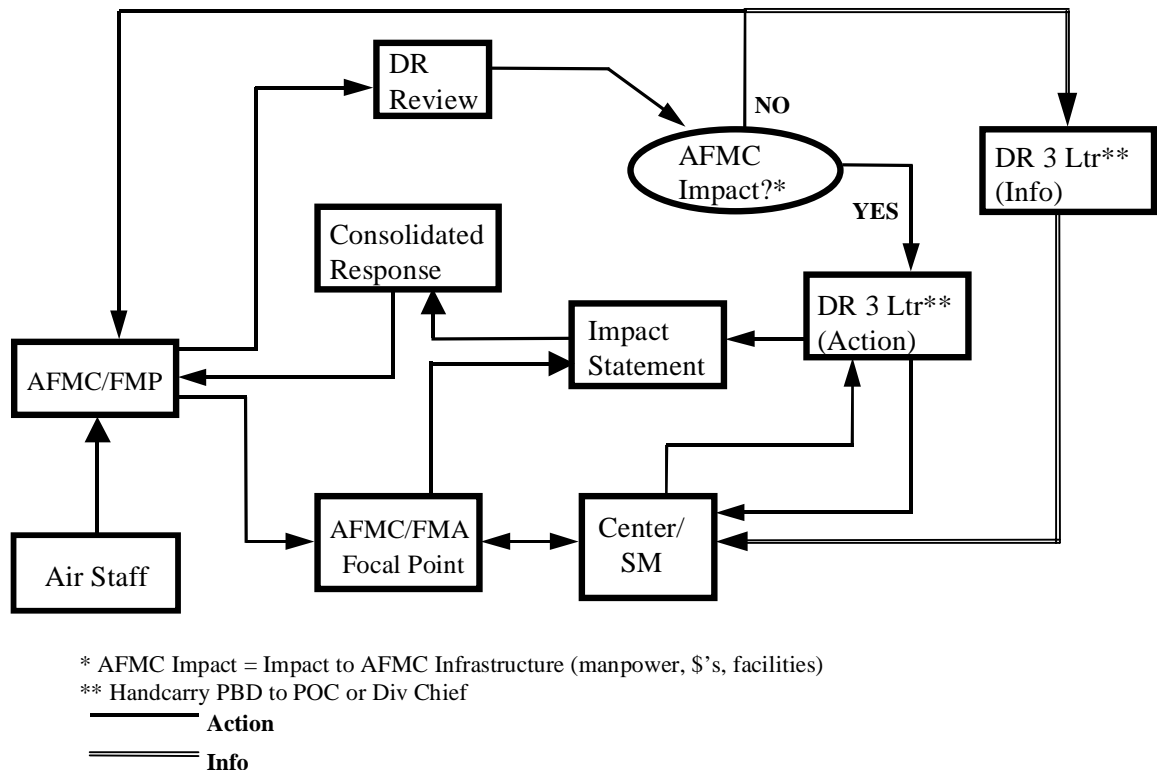 DR
Review
NO
AFMC
Impact?*
DR 3 Ltr**
(Info)
YES
Consolidated
Response
DR 3 Ltr**
(Action)
Impact
Statement
AFMC/FMP
AFMC/FMA
Focal Point
Center/
SM
Air Staff
* AFMC Impact = Impact to AFMC Infrastructure (manpower, $'s, facilities)
** Handcarry PBD to POC or Div Chief
Action
Info